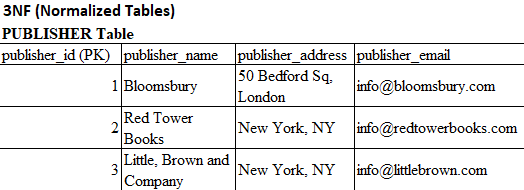 3NF (Normalized Tables)
PUBLISHER Table
publisher_id (PK) publisher_name publisher_address publisher_email
1 Bloomsbury 50 Bedford Sq, London info@bloomsbury.com
2 Red Tower Books New York, NY info@redtowerbooks.com
3 Little, Brown and Company New York, NY info@littlebrown.com